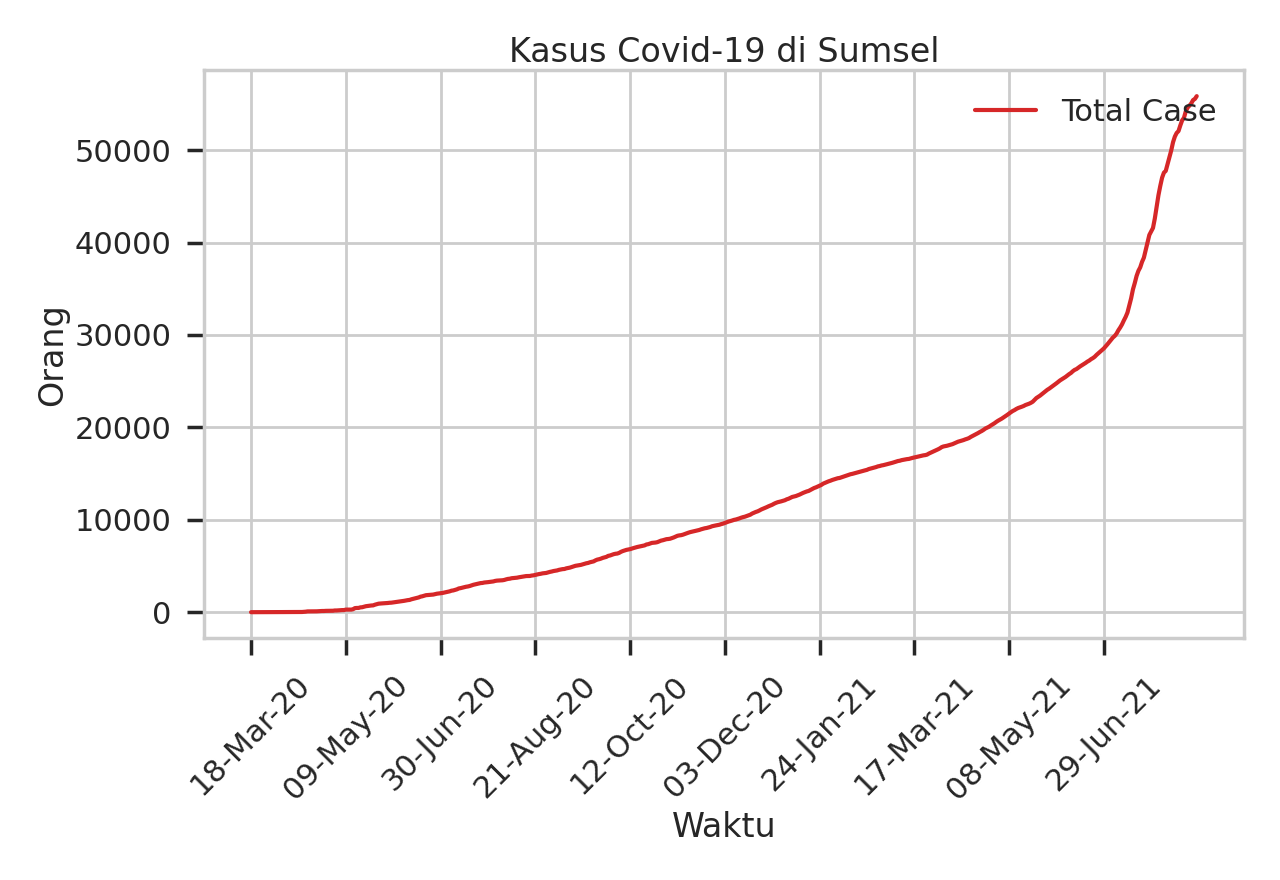 Kasus Covid-19 di Sumsel
Total Case
Orang
50000
40000
30000
20000
10000
0
18-Mar-20
09-May-20
30-Jun-20
21-Aug-20
12-Oct-20
03-Dec-20
24-Jan-21
17-Mar-21
08-May-21
29-Jun-21
Waktu